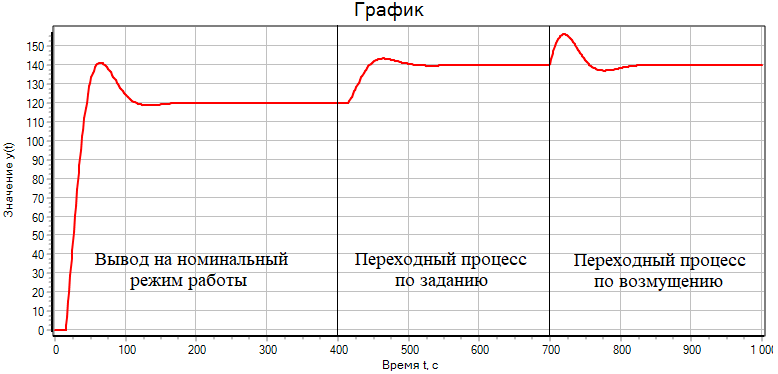 График
Значение y(t)
150
140
130
120
110
100
90
80
70
60
50
40
30
20
10
0
Вывод на номинальный
режим работы
Переходный процесс
по заданию
Переходный процесс
по возмущению
0 100 200 300 400 500 600 700 800 900 1 000
Время t, с